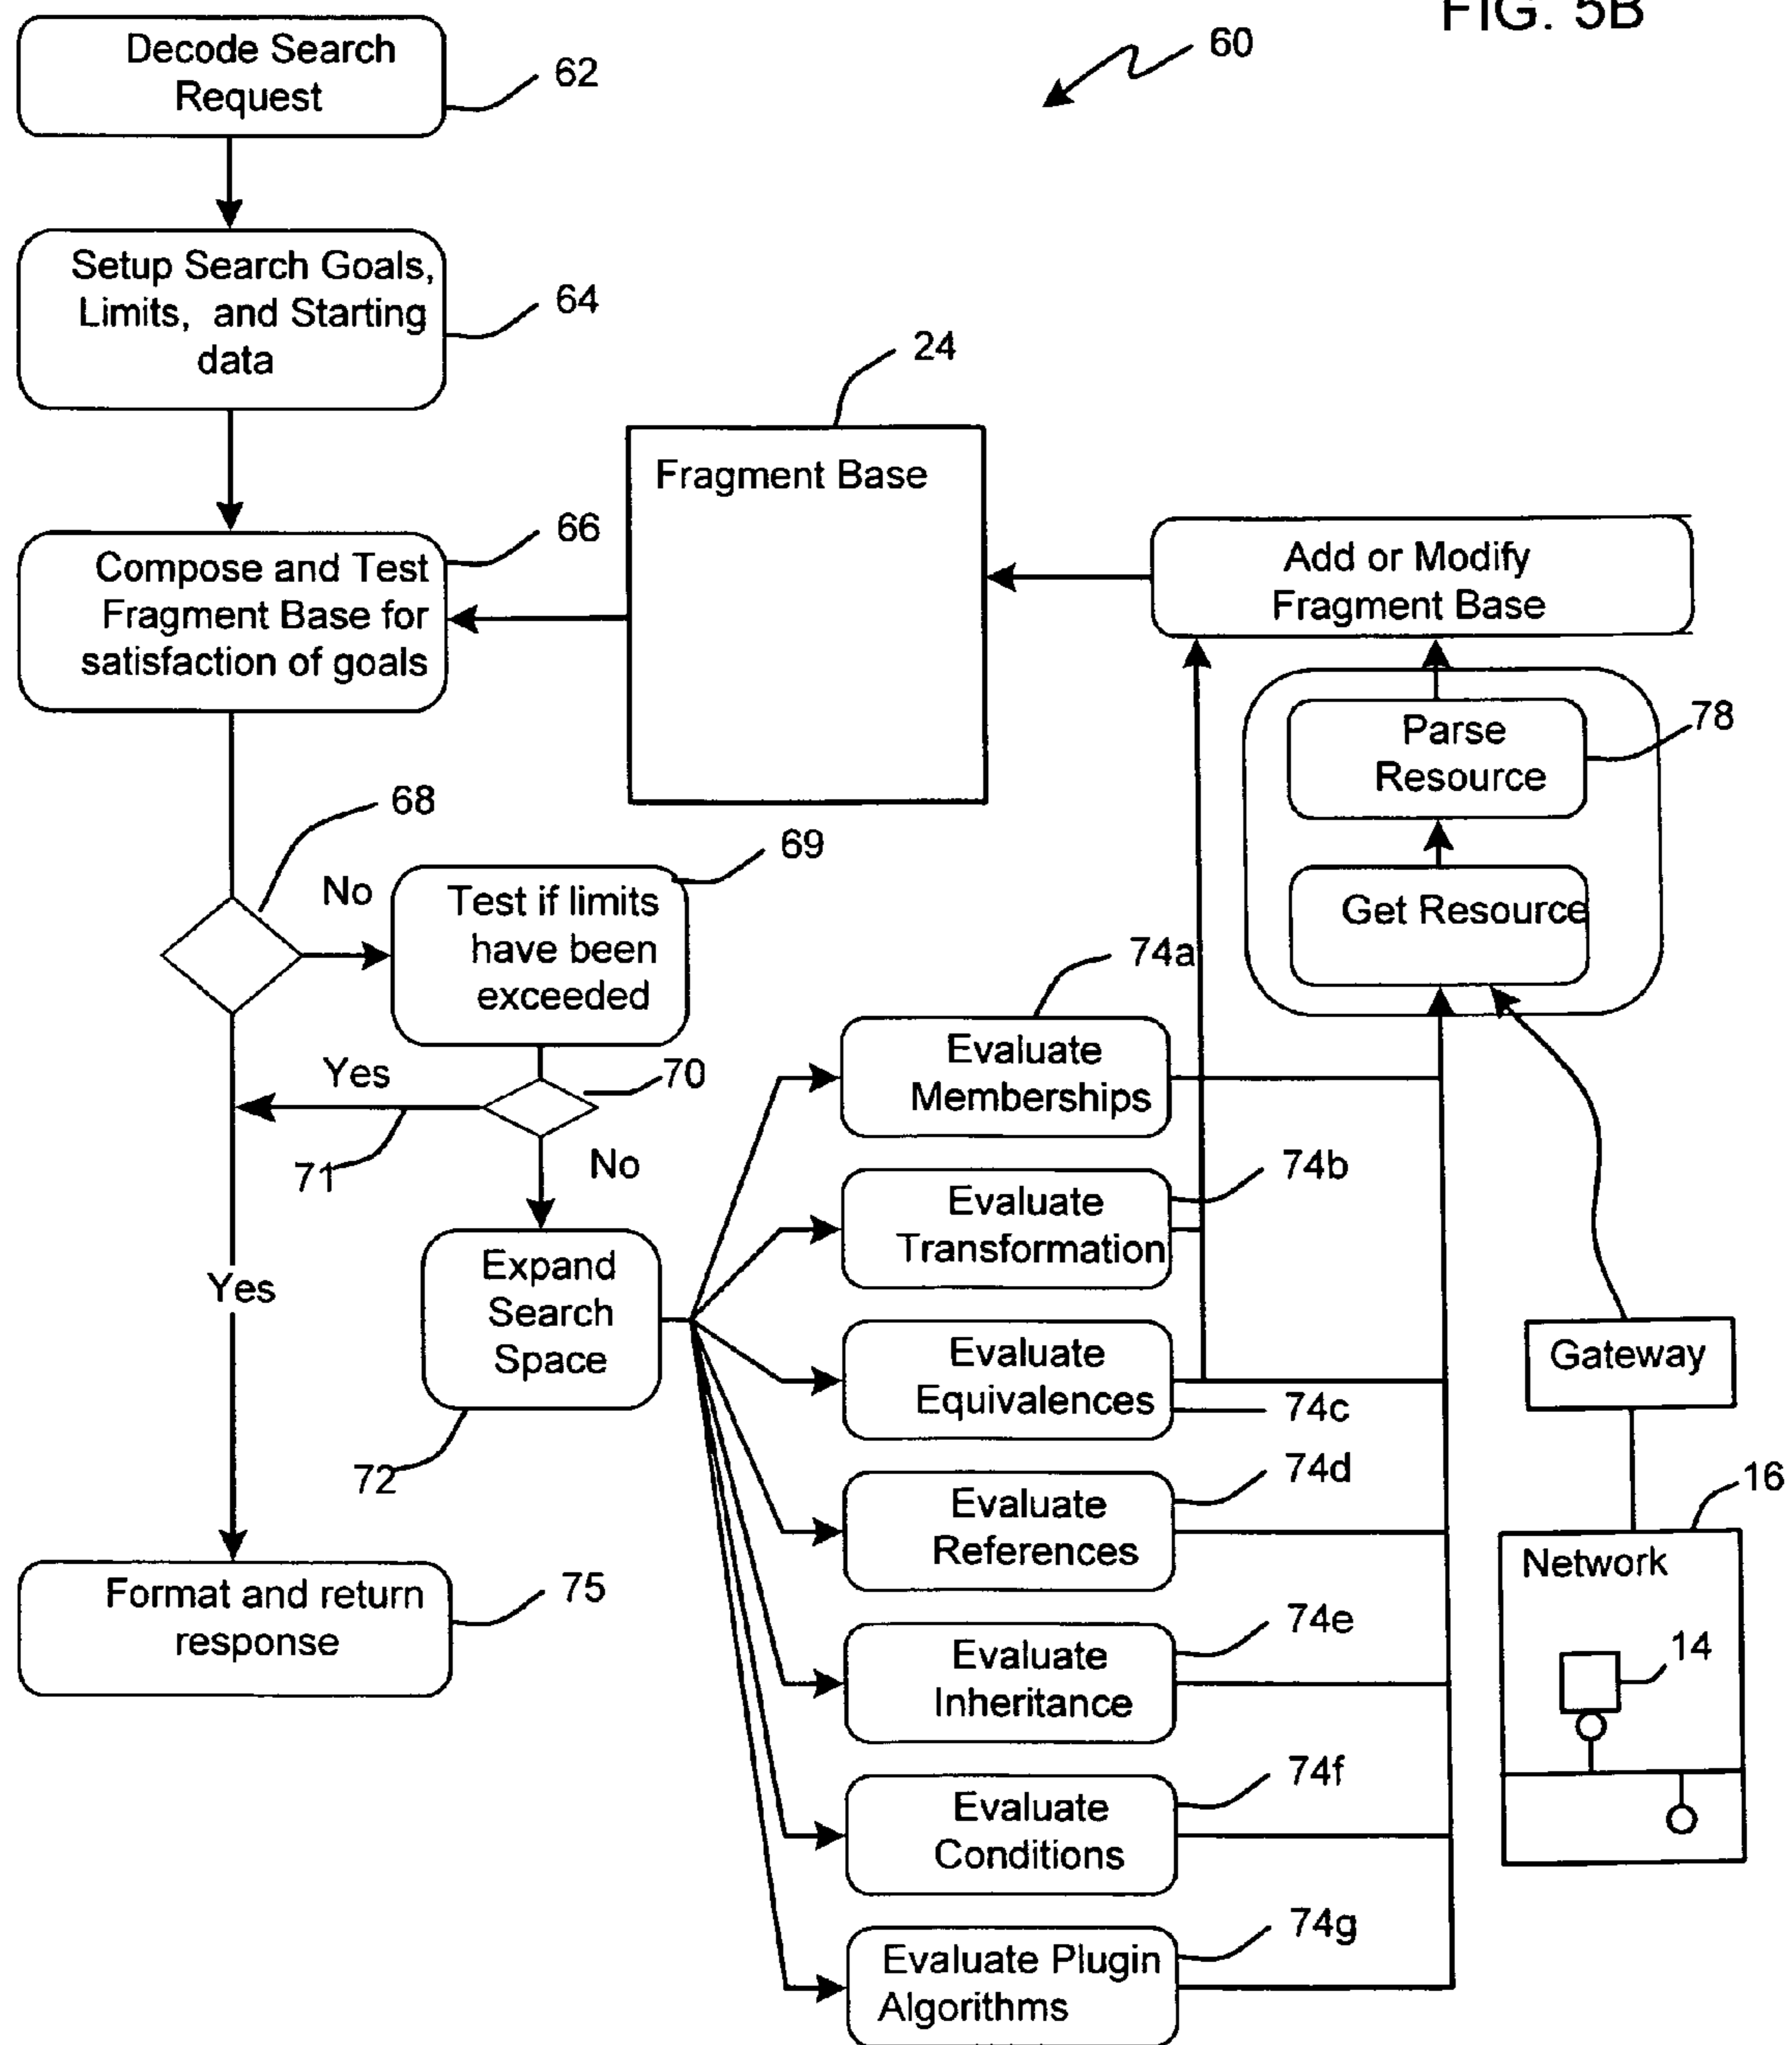 FIG. 5B
60
Decode Search
Request
62
Setup Search Goals,
Limits, and Starting
data
64
24
Fragment Base
66
Compose and Test
Fragment Base for
satisfaction of goals
Add or Modify
Fragment Base
Parse
Resource
78
Get Resource
68
No
69
Test if limits
have been
exceeded
Yes
70
71
No
Yes
Expand
Search
Space
72
74a
Evaluate
Memberships
74b
Evaluate
Transformation
Evaluate
Equivalences
74c
74d
Evaluate
References
74e
Evaluate
Inheritance
74f
Evaluate
Conditions
74g
Evaluate Plugin
Algorithms
Gateway
16
Network
14
Format and return
response
75